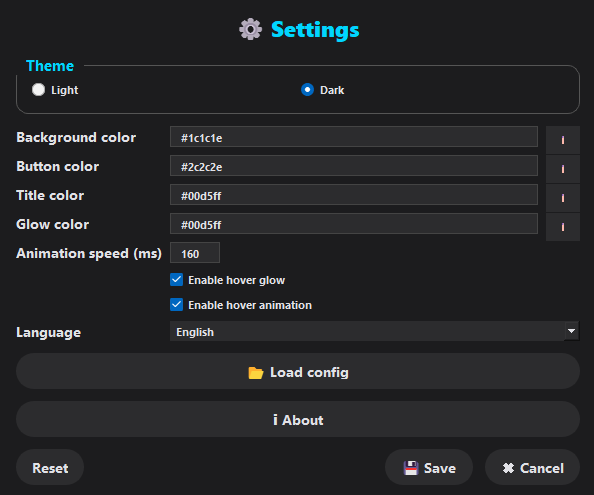 Settings
Theme
Light
Dark
Background color #1c1c1e
Button color #2c2c2e
Title color #00d5ff
Glow color #00d5ff
Animation speed (ms) 160
Enable hover glow
Enable hover animation
Language English
Load config
i About
Reset Save ✖ Cancel